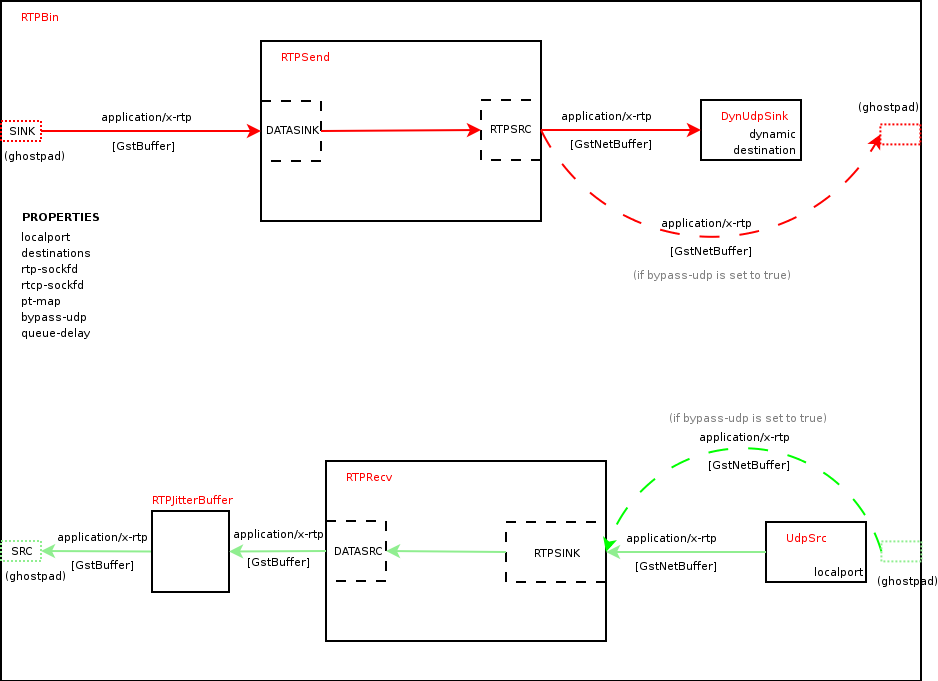 RTPBin
RTPSend
SINK
(ghostpad)
application/x-rtp
[GstBuffer]
DATASINK
RTPSRC
application/x-rtp
[GstNetBuffer]
DynUdpSink
dynamic
destination
(ghostpad)
application/x-rtp
[GstNetBuffer]
(if bypass-udp is set to true)
PROPERTIES
localport
destinations
rtp-sockfd
rtcp-sockfd
pt-map
bypass-udp
queue-delay
(if bypass-udp is set to true)
application/x-rtp
[GstNetBuffer]
RTPRecv
RTPJitterBuffer
SRC
(ghostpad)
application/x-rtp
[GstBuffer]
application/x-rtp
[GstBuffer]
DATASRC
RTPSINK
application/x-rtp
[GstNetBuffer]
UdpSrc
localport
(ghostpad)